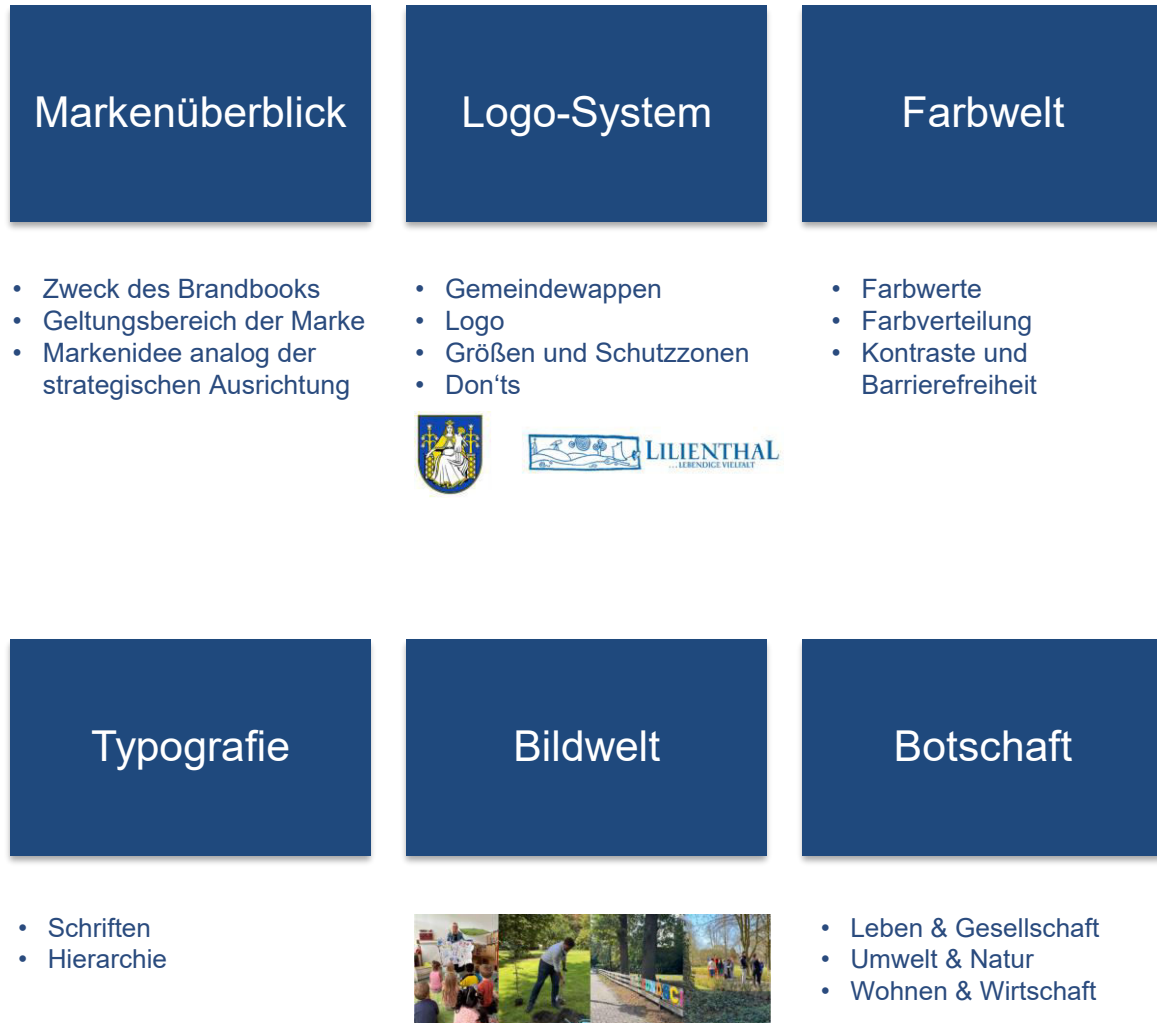 Markenüberblick
Logo-System
Farbwelt
• Zweck des Brandbooks
• Geltungsbereich der Marke
• Markenidee analog der
strategischen Ausrichtung
• Gemeindewappen
• Logo
• Größen und Schutzzonen
• Don‘ts
LILIENTHAL
...LEBENDIGE VIELFALT
• Farbwerte
• Farbverteilung
• Kontraste und
Barrierefreiheit
Typografie
Bildwelt
Botschaft
• Schriften
• Hierarchie
• Leben & Gesellschaft
• Umwelt & Natur
• Wohnen & Wirtschaft